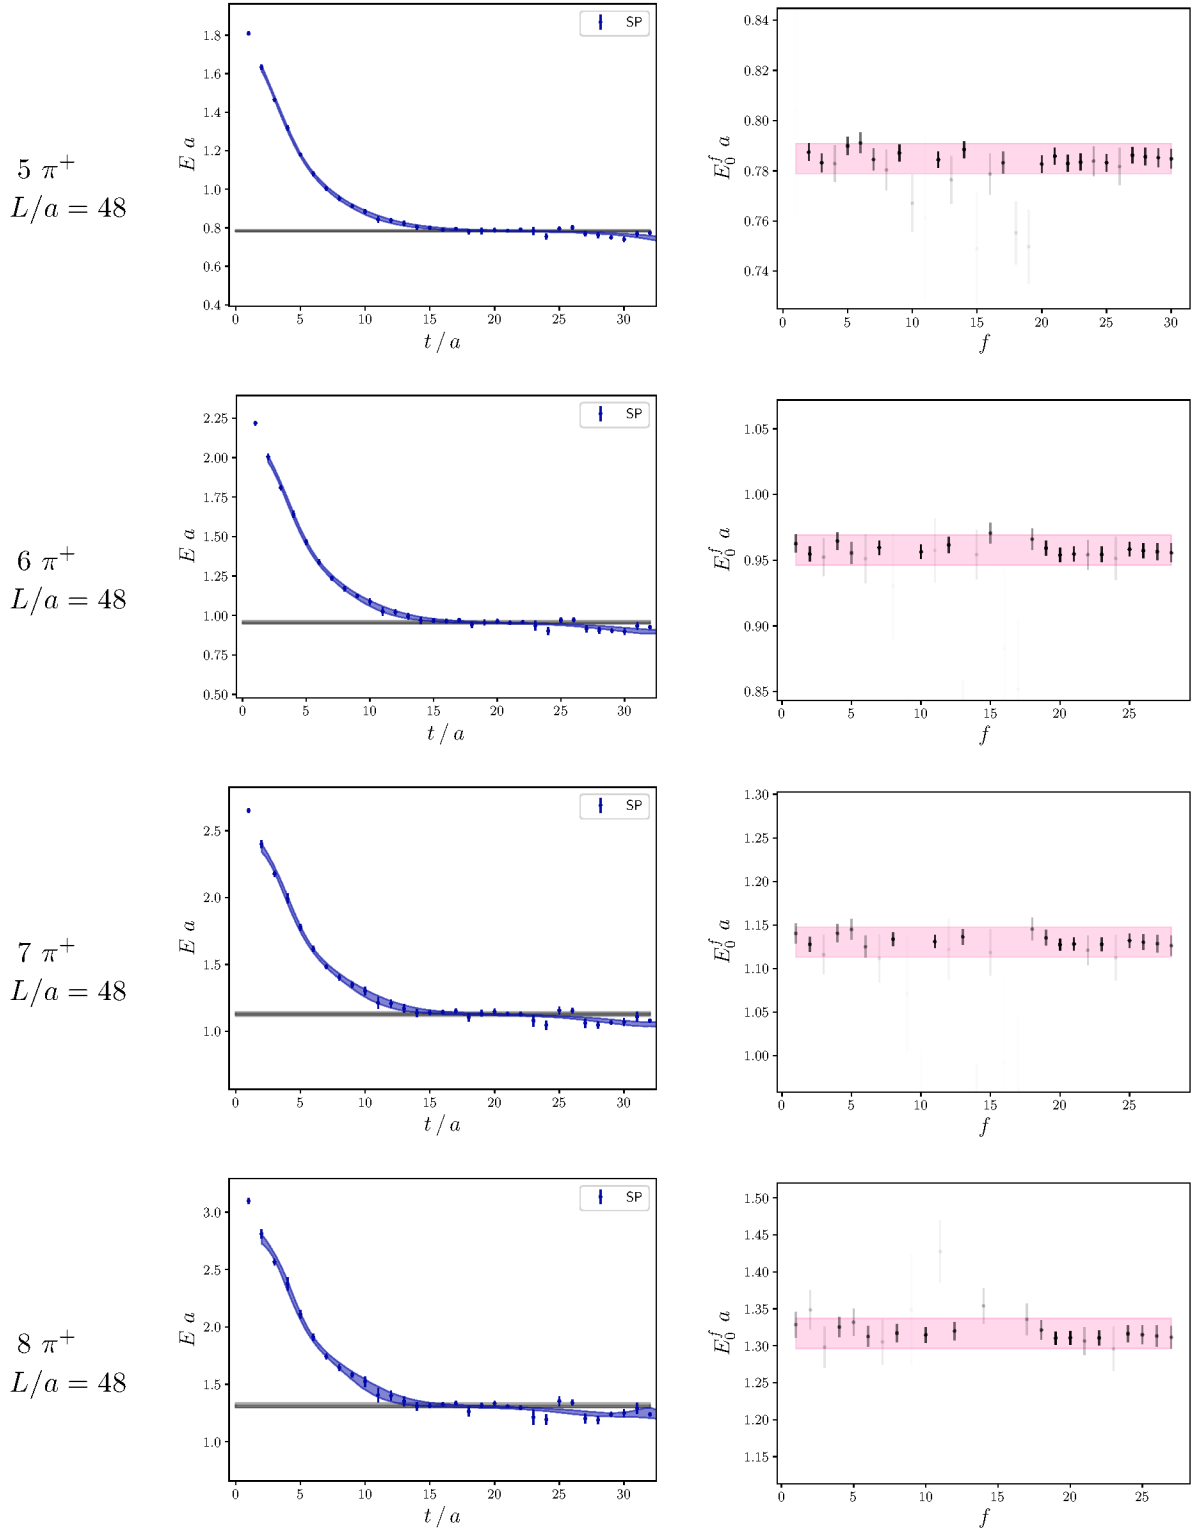 5 π⁺
L/a = 48
1.8
1.6
1.4
1.2
1.0
0.8
0.6
0.4
E a
0 5 10 15 20 25 30
t / a
SP
0.84
0.82
0.80
0.78
0.76
0.74
E₀ᶠ a
0 5 10 15 20 25 30
f
6 π⁺
L/a = 48
2.25
2.00
1.75
1.50
1.25
1.00
0.75
0.50
E a
0 5 10 15 20 25 30
t / a
SP
1.05
1.00
0.95
0.90
0.85
E₀ᶠ a
0 5 10 15 20 25
f
7 π⁺
L/a = 48
2.5
2.0
1.5
1.0
E a
0 5 10 15 20 25 30
t / a
SP
1.30
1.25
1.20
1.15
1.10
1.05
1.00
E₀ᶠ a
0 5 10 15 20 25
f
8 π⁺
L/a = 48
3.0
2.5
2.0
1.5
1.0
E a
0 5 10 15 20 25 30
t / a
SP
1.50
1.45
1.40
1.35
1.30
1.25
1.20
1.15
E₀ᶠ a
0 5 10 15 20 25
f